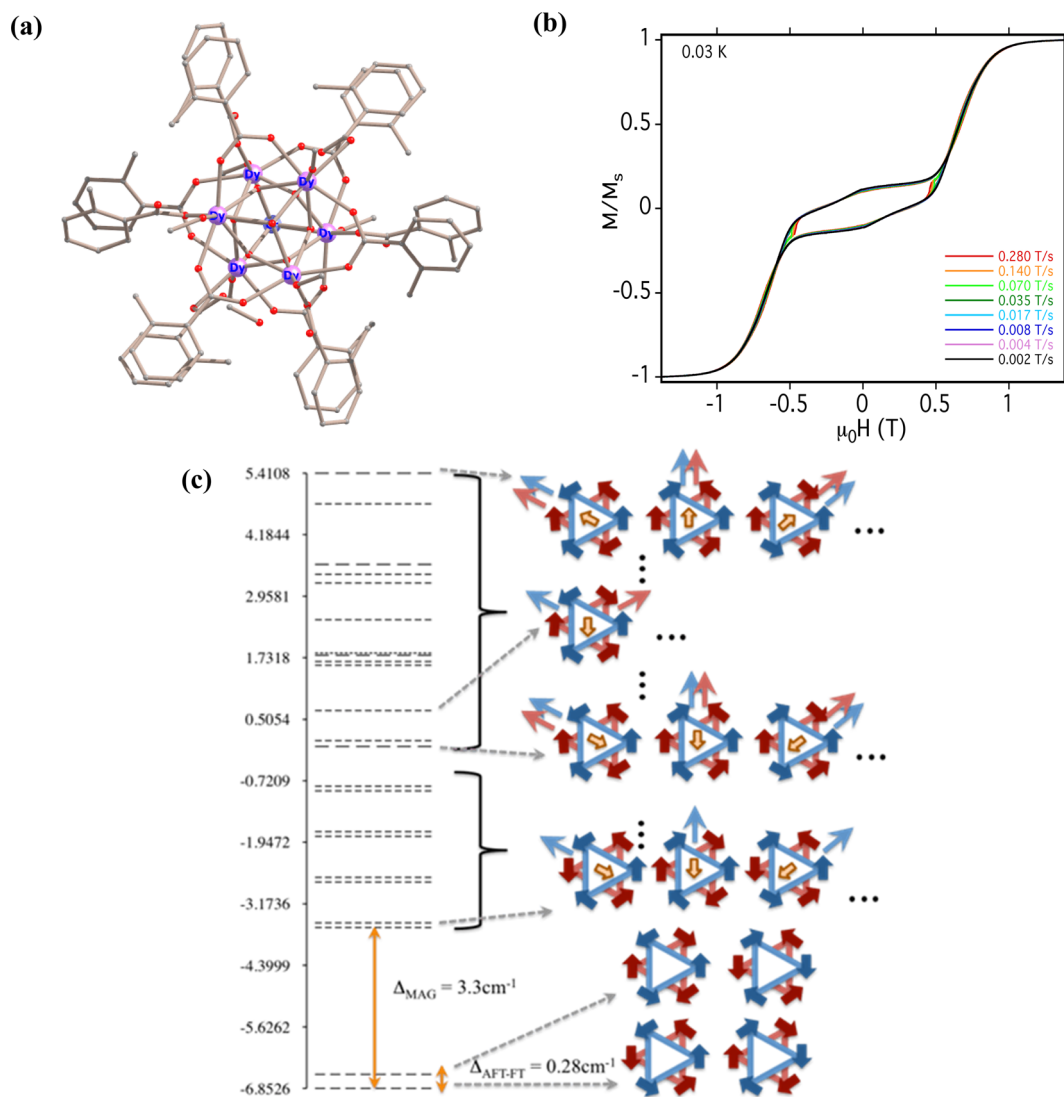 (a)
Dy
Dy
Dy
Dy
Dy
Dy
(b)
0.03 K
M/Mₛ
1
0.5
0
-0.5
-1
0.280 T/s
0.140 T/s
0.070 T/s
0.035 T/s
0.017 T/s
0.008 T/s
0.004 T/s
0.002 T/s
-1 -0.5 0 0.5 1
μ₀H (T)
(c)
5.4108
4.1844
2.9581
1.7318
0.5054
-0.7209
-1.9472
-3.1736
-4.3999
-5.6262
-6.8526
Δ_MAG = 3.3cm⁻¹
Δ_AFT-FT = 0.28cm⁻¹